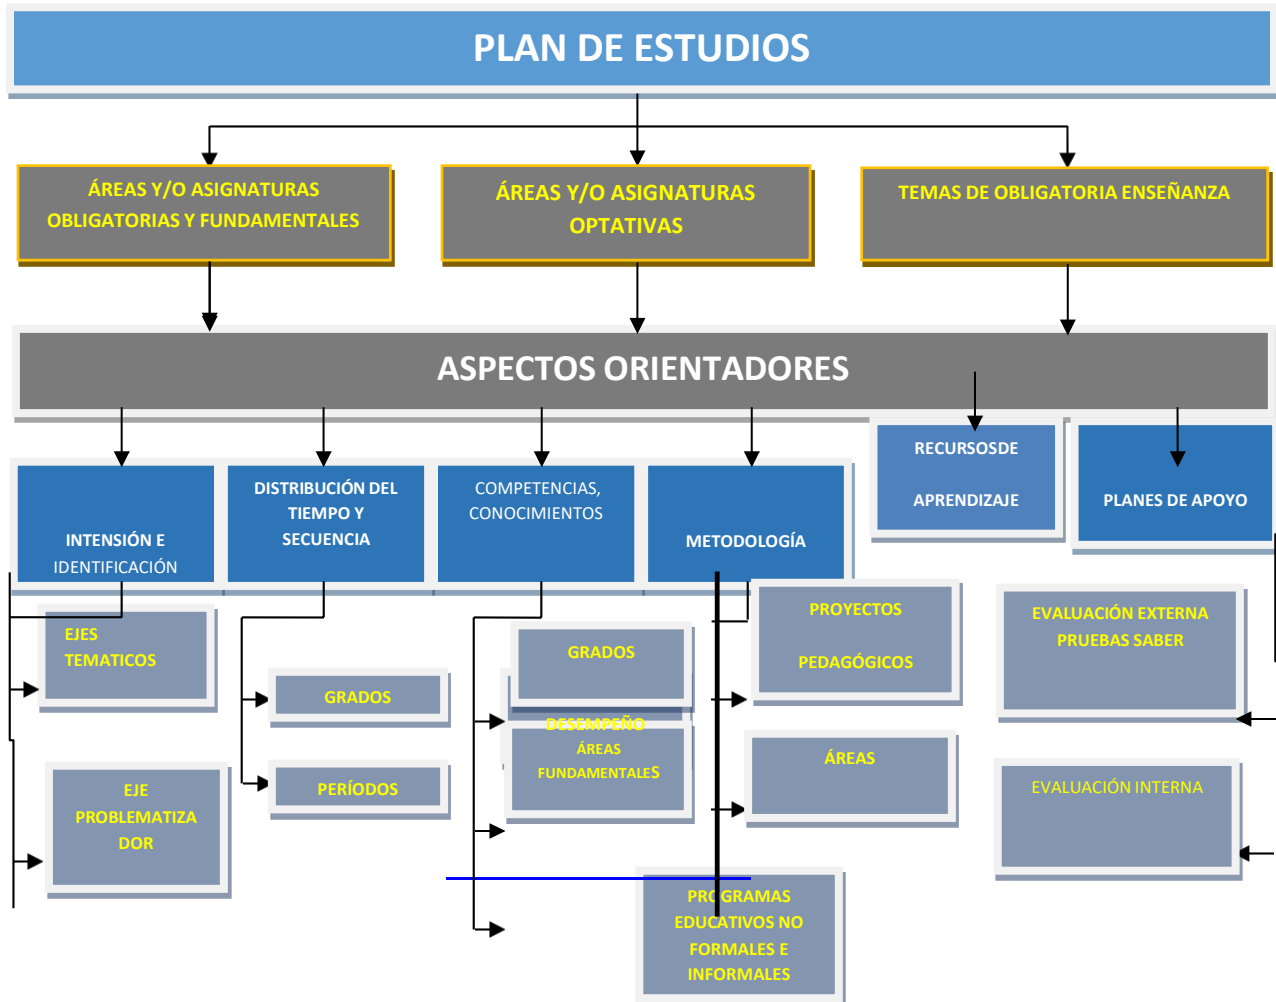 PLAN DE ESTUDIOS
ÁREAS Y/O ASIGNATURAS
OBLIGATORIAS Y FUNDAMENTALES
ÁREAS Y/O ASIGNATURAS
OPTATIVAS
TEMAS DE OBLIGATORIA ENSEÑANZA
ASPECTOS ORIENTADORES
INTENSIÓN E
IDENTIFICACIÓN
DISTRIBUCIÓN DEL
TIEMPO Y
SECUENCIA
COMPETENCIAS,
CONOCIMIENTOS
METODOLOGÍA
RECURSOSDE
APRENDIZAJE
PLANES DE APOYO
EJES
TEMATICOS
EJE
PROBLEMATIZA
DOR
GRADOS
PERÍODOS
GRADOS
DESEMPEÑO
ÁREAS
FUNDAMENTALES
PROYECTOS
PEDAGÓGICOS
ÁREAS
PROGRAMAS
EDUCATIVOS NO
FORMALES E
INFORMALES
EVALUACIÓN EXTERNA
PRUEBAS SABER
EVALUACIÓN INTERNA